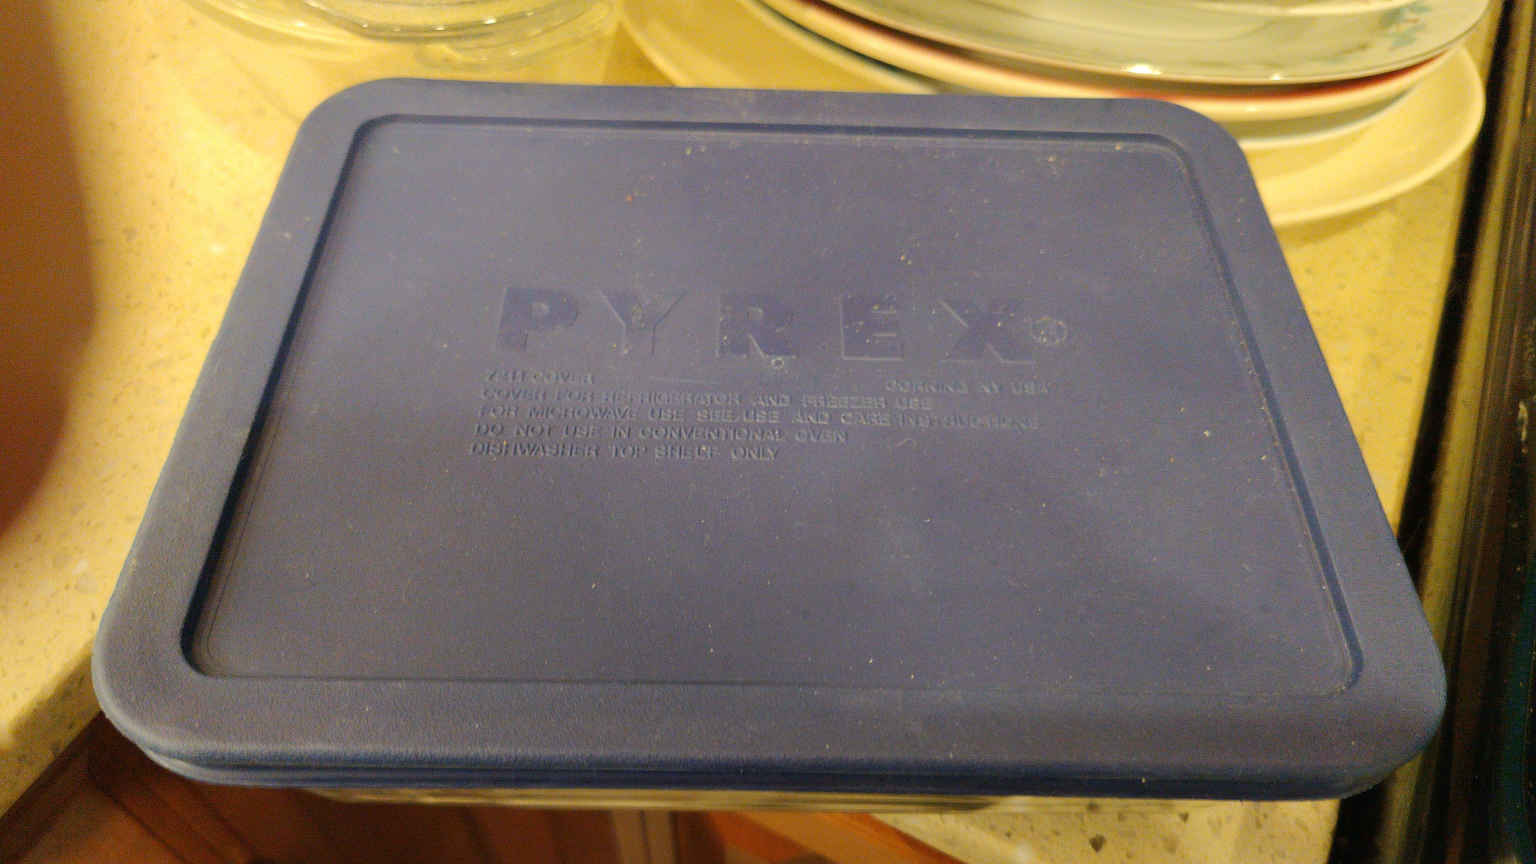 PYREX®
COVER CORNING NY USA
COVER FOR REFRIGERATOR AND FREEZER USE
FOR MICROWAVE USE SEE USE AND CARE INSTRUCTIONS
DO NOT USE IN CONVENTIONAL OVEN
DISHWASHER TOP SHELF ONLY